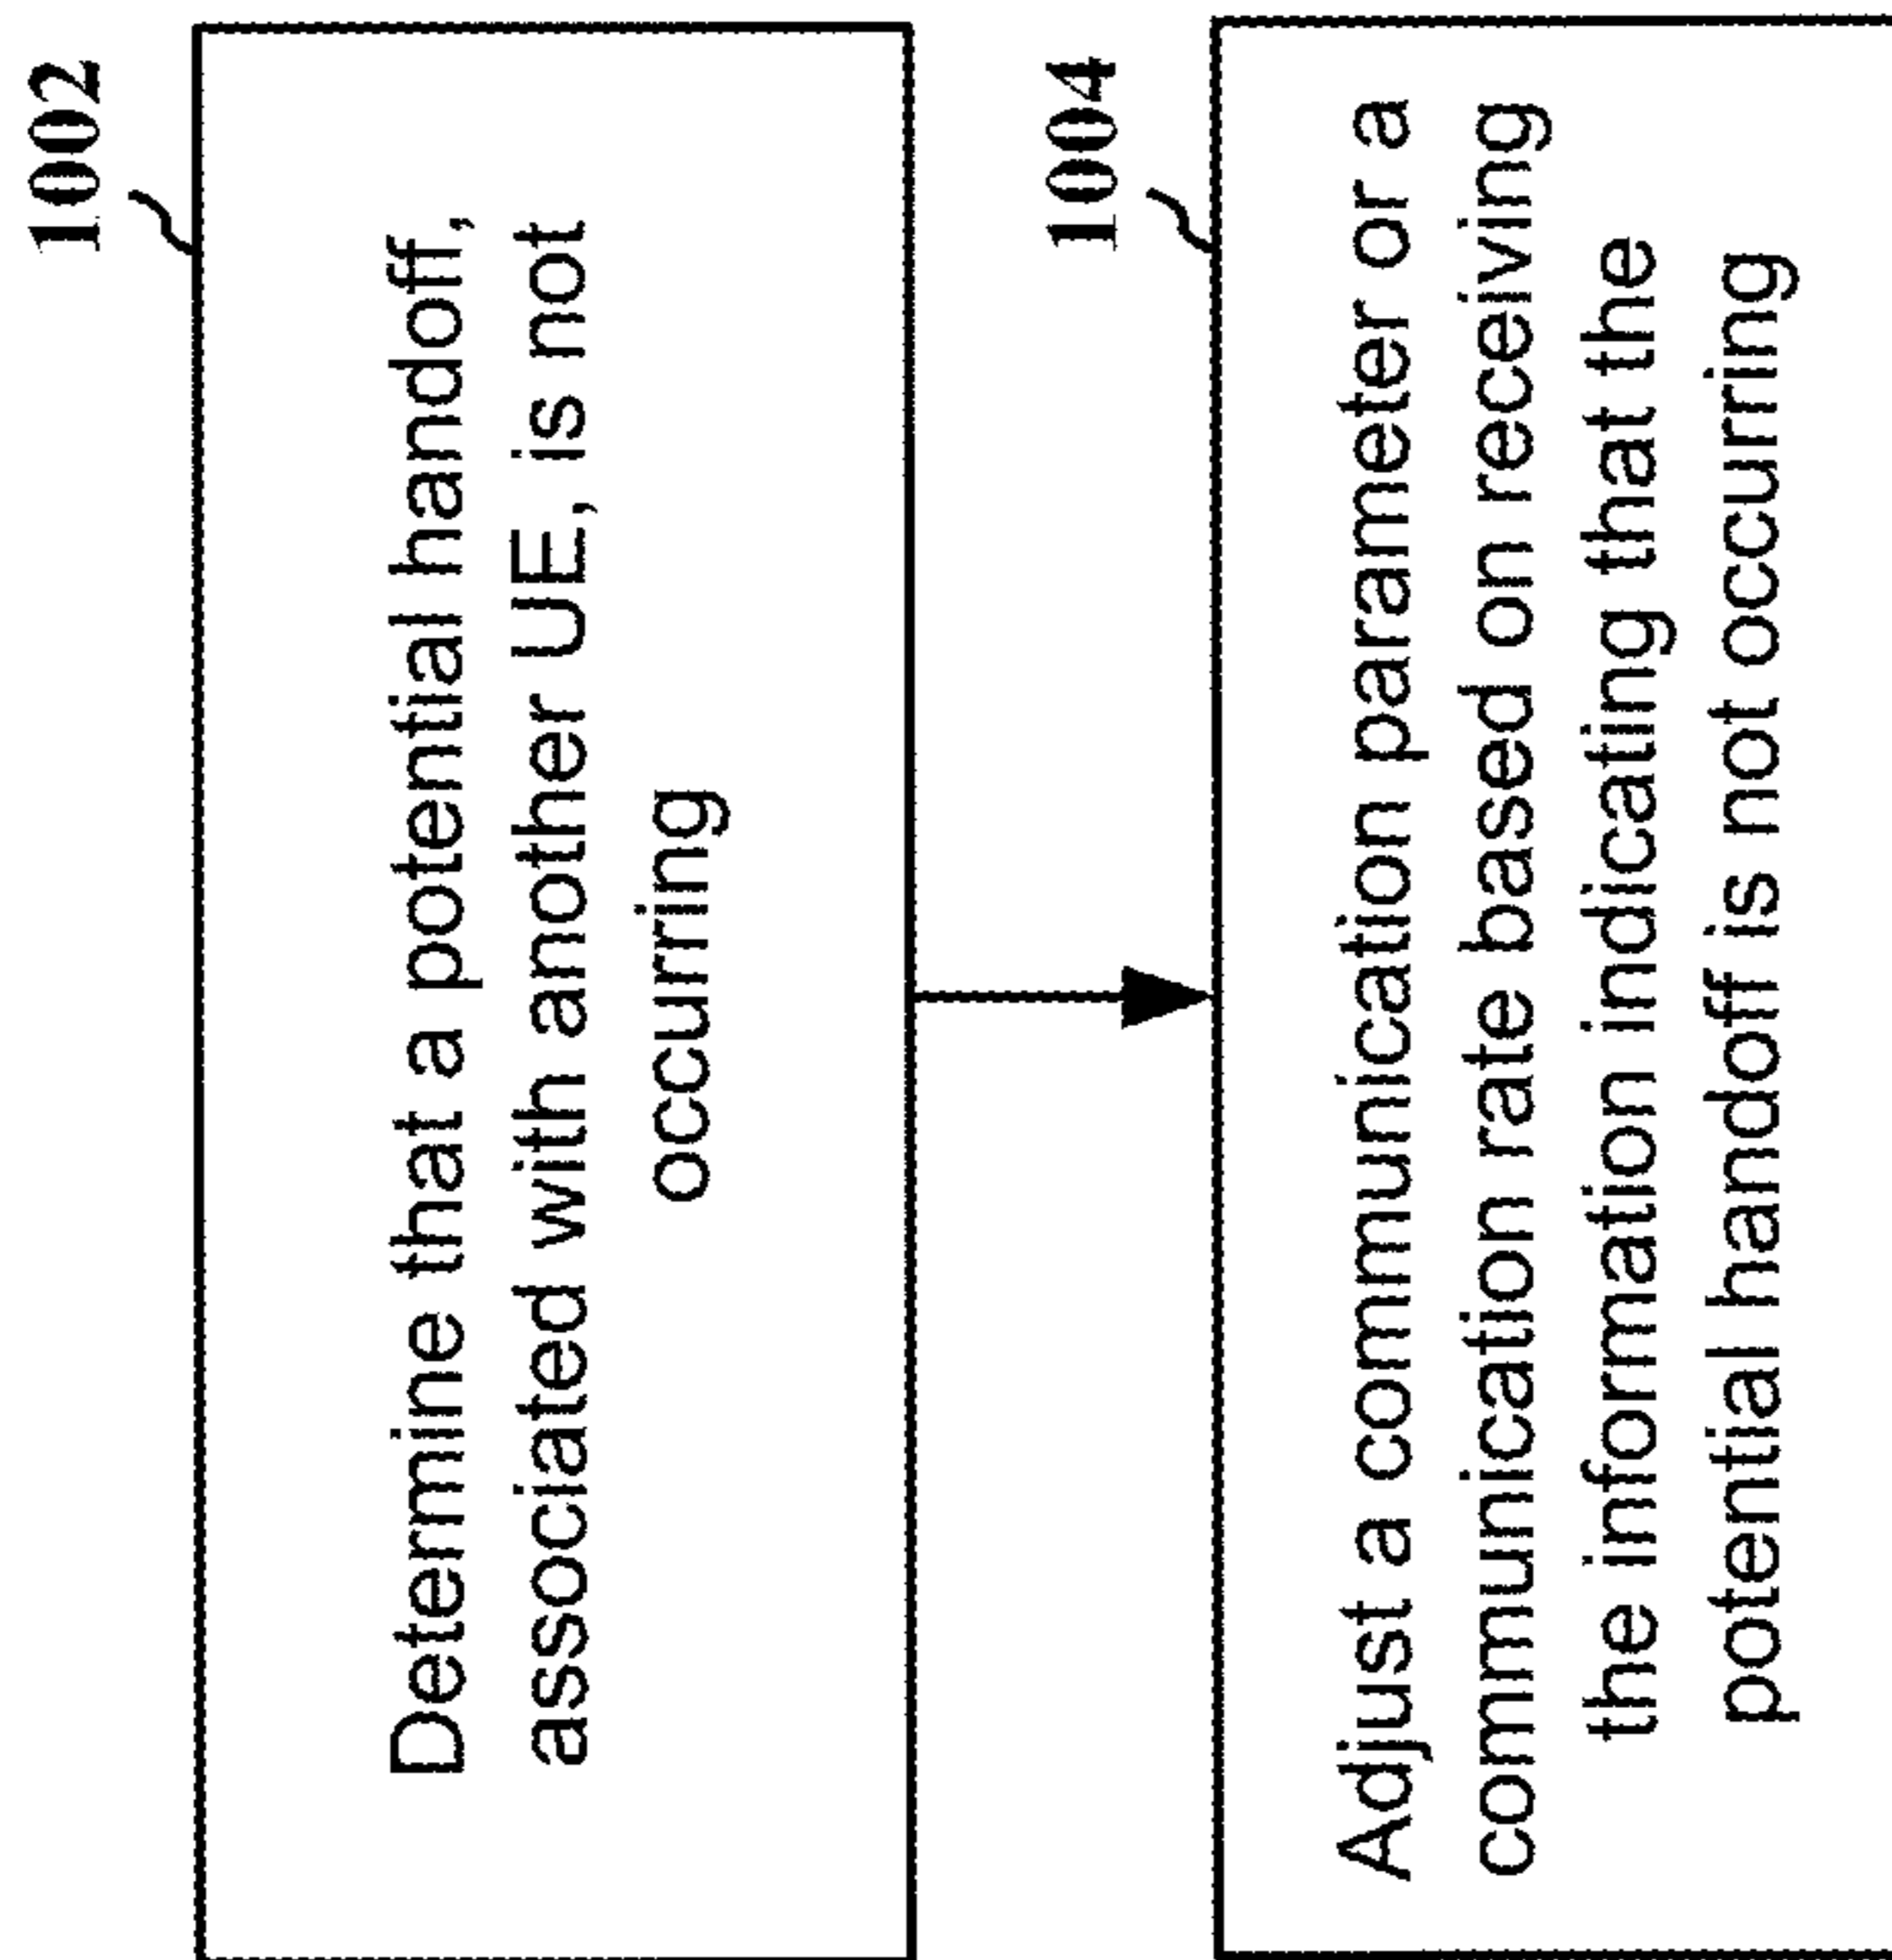 1002
Determine that a potential handoff,
associated with another UE, is not
occurring
1004
Adjust a communication parameter or a
communication rate based on receiving
the information indicating that the
potential handoff is not occurring